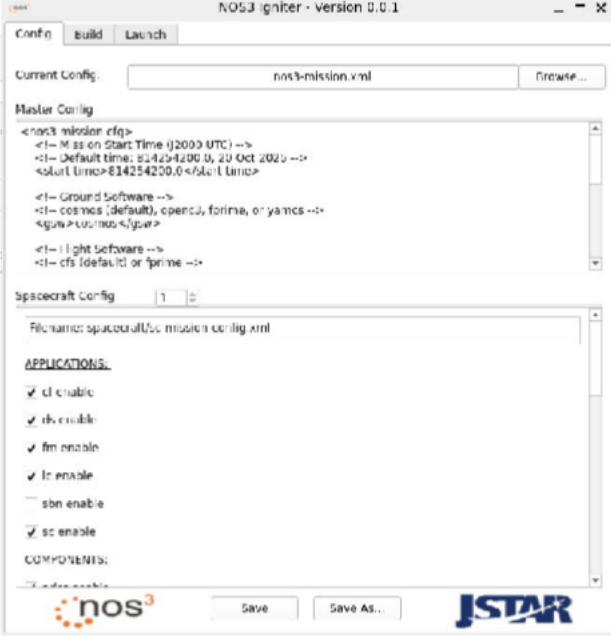 NOS3 Igniter - Version 0.0.1
Config Build Launch
Current Config: nos3-mission.xml Browse...
Master Config
<nos3 mission cfg>
<!-- Mission Start Time (J2000 UTC) -->
<!-- Default time: 814254200.0, 20 Oct 2025 -->
<start time>814254200.0</start time>
<!-- Ground Software -->
<!-- cosmos (default), openc3, fprime, or yamcs -->
<gsw>cosmos</gsw>
<!-- Flight Software -->
<!-- cfs (default) or fprime -->
Spacecraft Config 1
Filename: spacecraft/sc mission config.xml
APPLICATIONS:
cf enable
ds enable
fm enable
lc enable
sbn enable
sc enable
COMPONENTS:
nos3 Save Save As... JSTAR